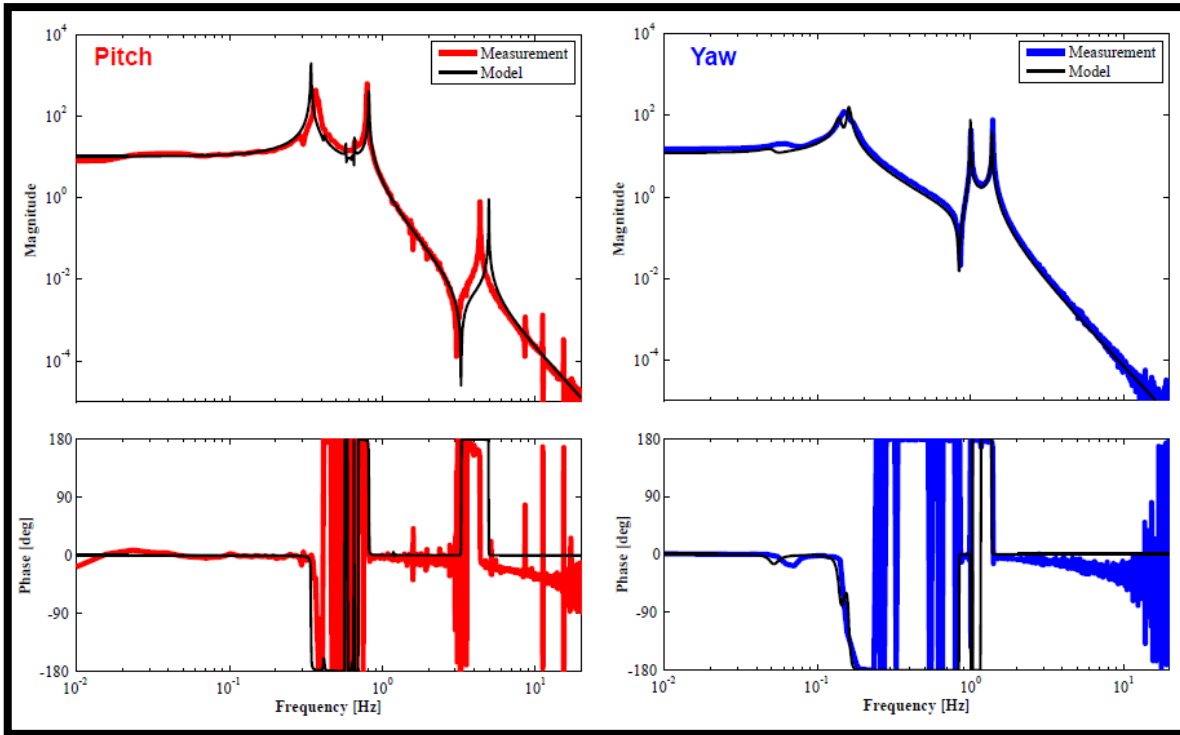 Pitch
Measurement
Model
10^4
10^2
10^0
10^-2
10^-4
Magnitude
180
90
0
-90
-180
Phase [deg]
10^-2
10^-1
10^0
10^1
Frequency [Hz]
Yaw
Measurement
Model
10^4
10^2
10^0
10^-2
10^-4
Magnitude
180
90
0
-90
-180
Phase [deg]
10^-2
10^-1
10^0
10^1
Frequency [Hz]